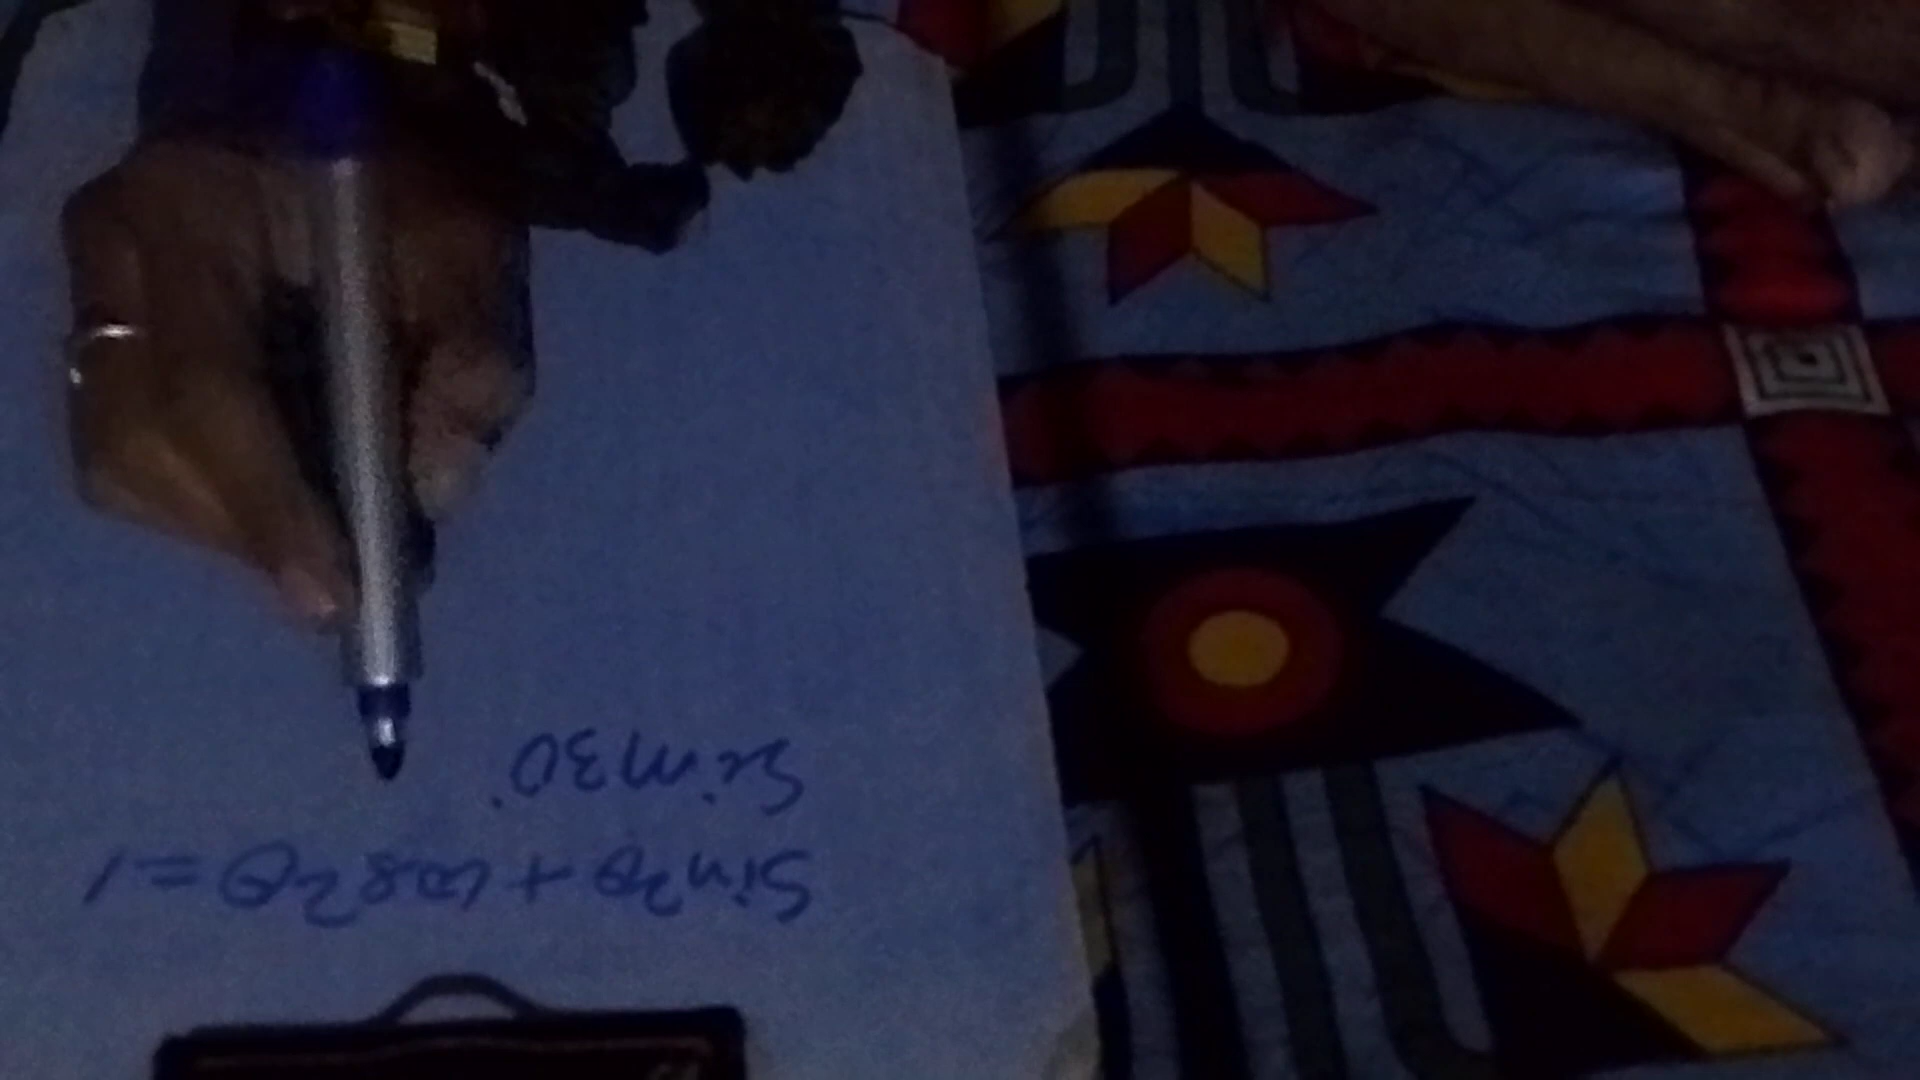 Sin²θ + cos²θ = 1
Sin30°